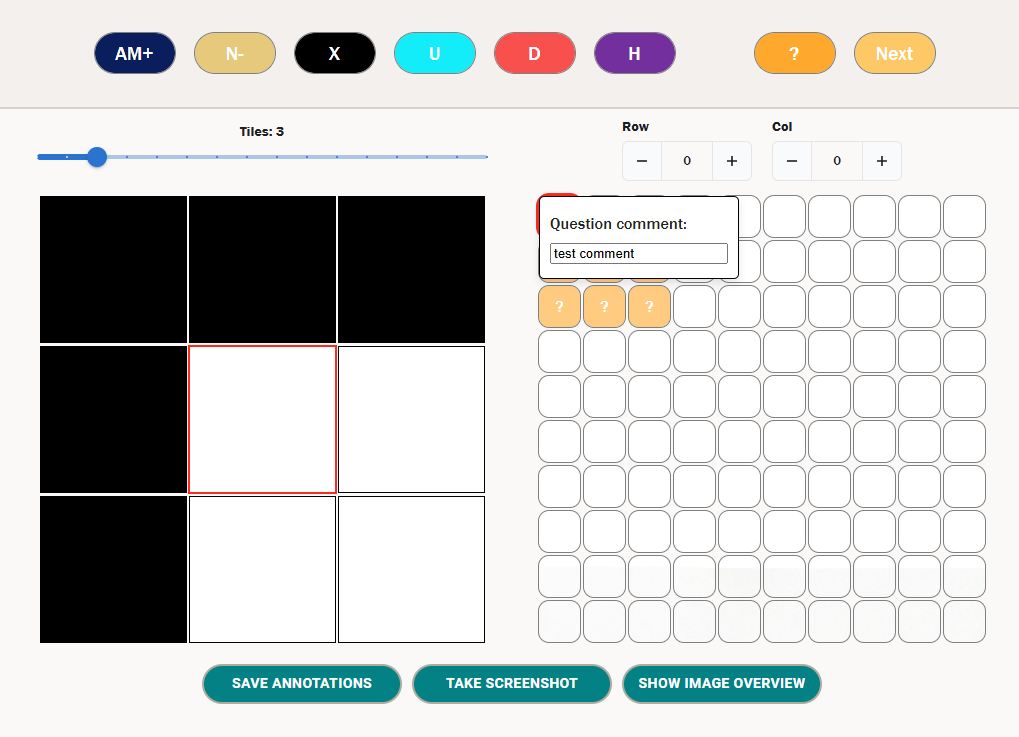 AM+ N- X U D H ? Next
Tiles: 3
Row Col
− 0 + − 0 +
Question comment:
test comment
? ? ?
SAVE ANNOTATIONS TAKE SCREENSHOT SHOW IMAGE OVERVIEW